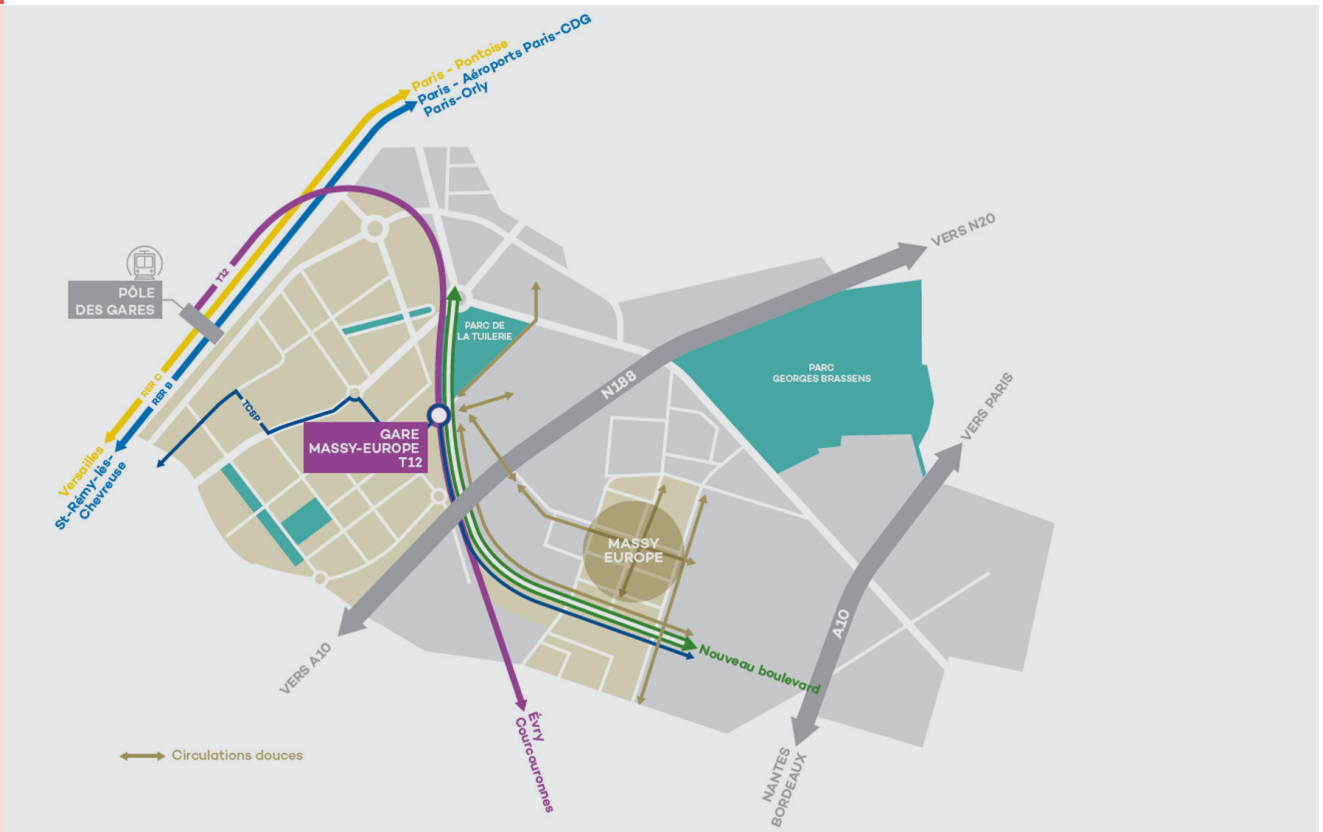 Paris - Pontoise
Paris - Aéroports Paris-CDG
Paris-Orly
VERS N20
T12
PÔLE
DES GARES
PARC DE
LA TUILERIE
N188
PARC
GEORGES BRASSENS
VERS PARIS
RER C
RER B
TCSP
GARE
MASSY-EUROPE
T12
Versailles
St-Rémy-lès-
Chevreuse
MASSY
EUROPE
A10
VERS A10
Nouveau boulevard
Évry
Courcouronnes
NANTES
BORDEAUX
Circulations douces